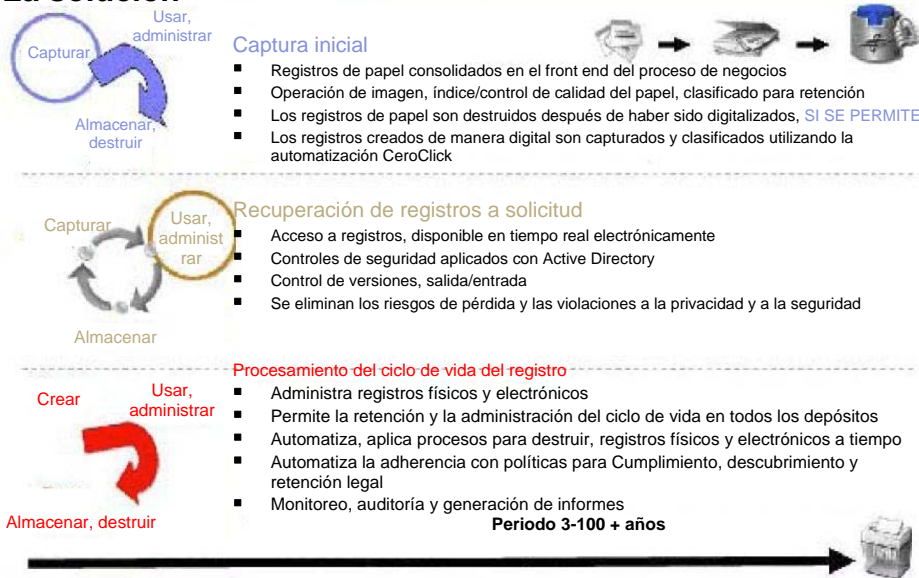 La solución
Usar,
administrar
Capturar
Almacenar,
destruir
Captura inicial
Registros de papel consolidados en el front end del proceso de negocios
Operación de imagen, índice/control de calidad del papel, clasificado para retención
Los registros de papel son destruidos después de haber sido digitalizados, SI SE PERMITE
Los registros creados de manera digital son capturados y clasificados utilizando la
automatización CeroClick
Capturar
Usar,
administ
rar
Almacenar
Recuperación de registros a solicitud
Acceso a registros, disponible en tiempo real electrónicamente
Controles de seguridad aplicados con Active Directory
Control de versiones, salida/entrada
Se eliminan los riesgos de pérdida y las violaciones a la privacidad y a la seguridad
Crear
Usar,
administrar
Almacenar, destruir
Procesamiento del ciclo de vida del registro
Administra registros físicos y electrónicos
Permite la retención y la administración del ciclo de vida en todos los depósitos
Automatiza, aplica procesos para destruir, registros físicos y electrónicos a tiempo
Automatiza la adherencia con políticas para Cumplimiento, descubrimiento y
retención legal
Monitoreo, auditoría y generación de informes
Periodo 3-100 + años